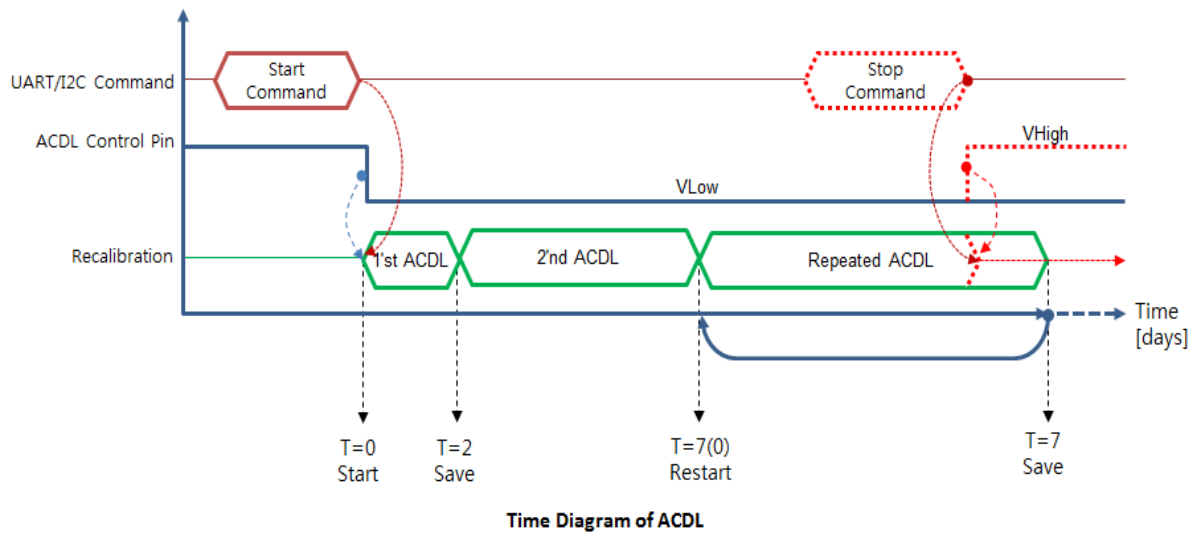 Start
Command
Stop
Command
UART/I2C Command
ACDL Control Pin
VHigh
VLow
Recalibration
1'st ACDL
2'nd ACDL
Repeated ACDL
Time
[days]
T=0
Start
T=2
Save
T=7(0)
Restart
T=7
Save
Time Diagram of ACDL